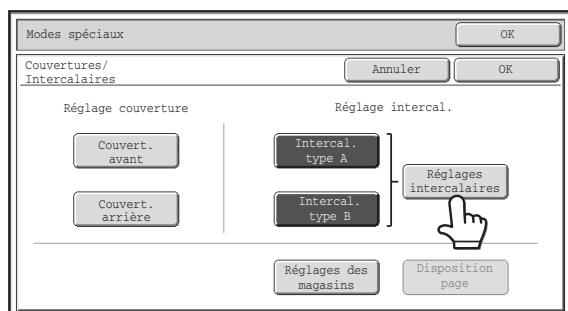 Modes spéciaux
OK
Couvertures/
Intercalaires
Annuler
OK
Réglage couverture
Réglage intercal.
Couvert.
avant
Intercal.
type A
Réglages
intercalaires
Couvert.
arrière
Intercal.
type B
Réglages des
magasins
Disposition
page